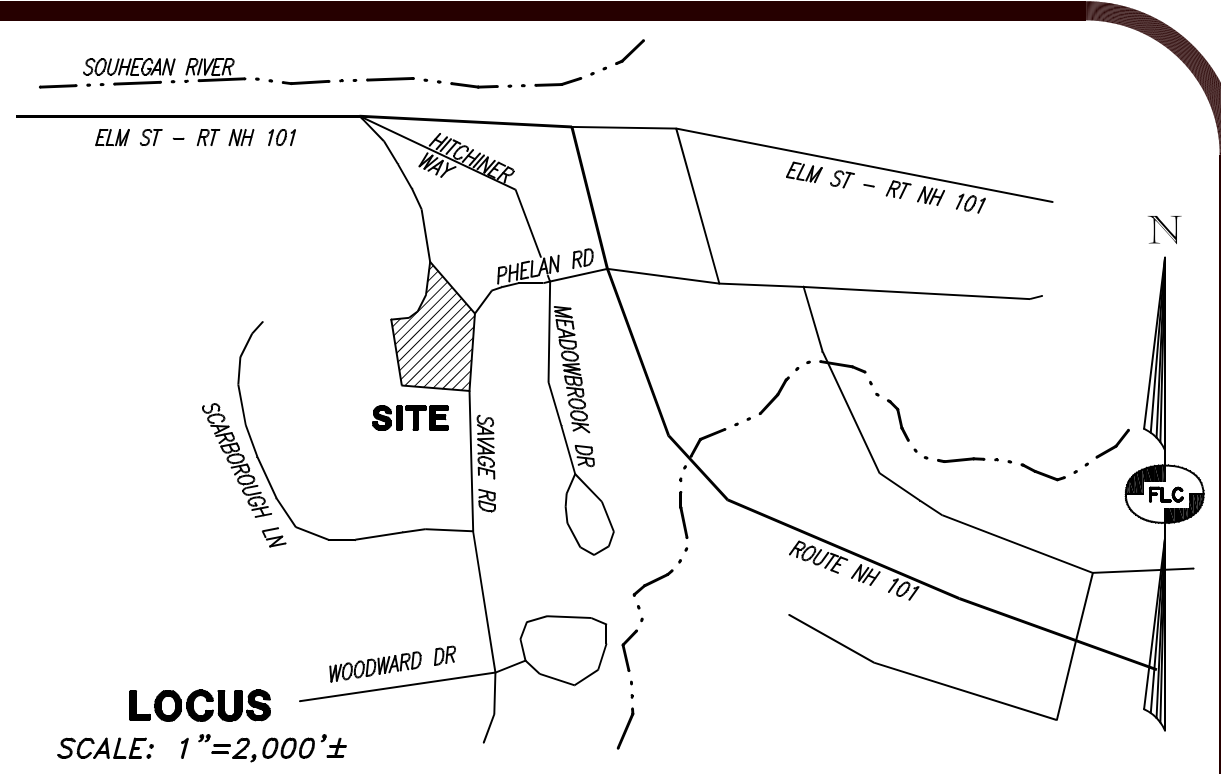 SOUHEGAN RIVER
ELM ST - RT NH 101
HITCHINER
WAY
ELM ST - RT NH 101
N
PHELAN RD
MEADOWBROOK DR
SCARBOROUGH LN
SITE
SAVAGE RD
FLC
ROUTE NH 101
WOODWARD DR
LOCUS
SCALE: 1"=2,000'±